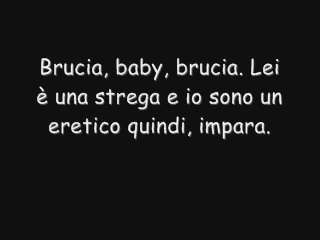 Brucia, baby, brucia. Lei
è una strega e io sono un
eretico quindi, impara.